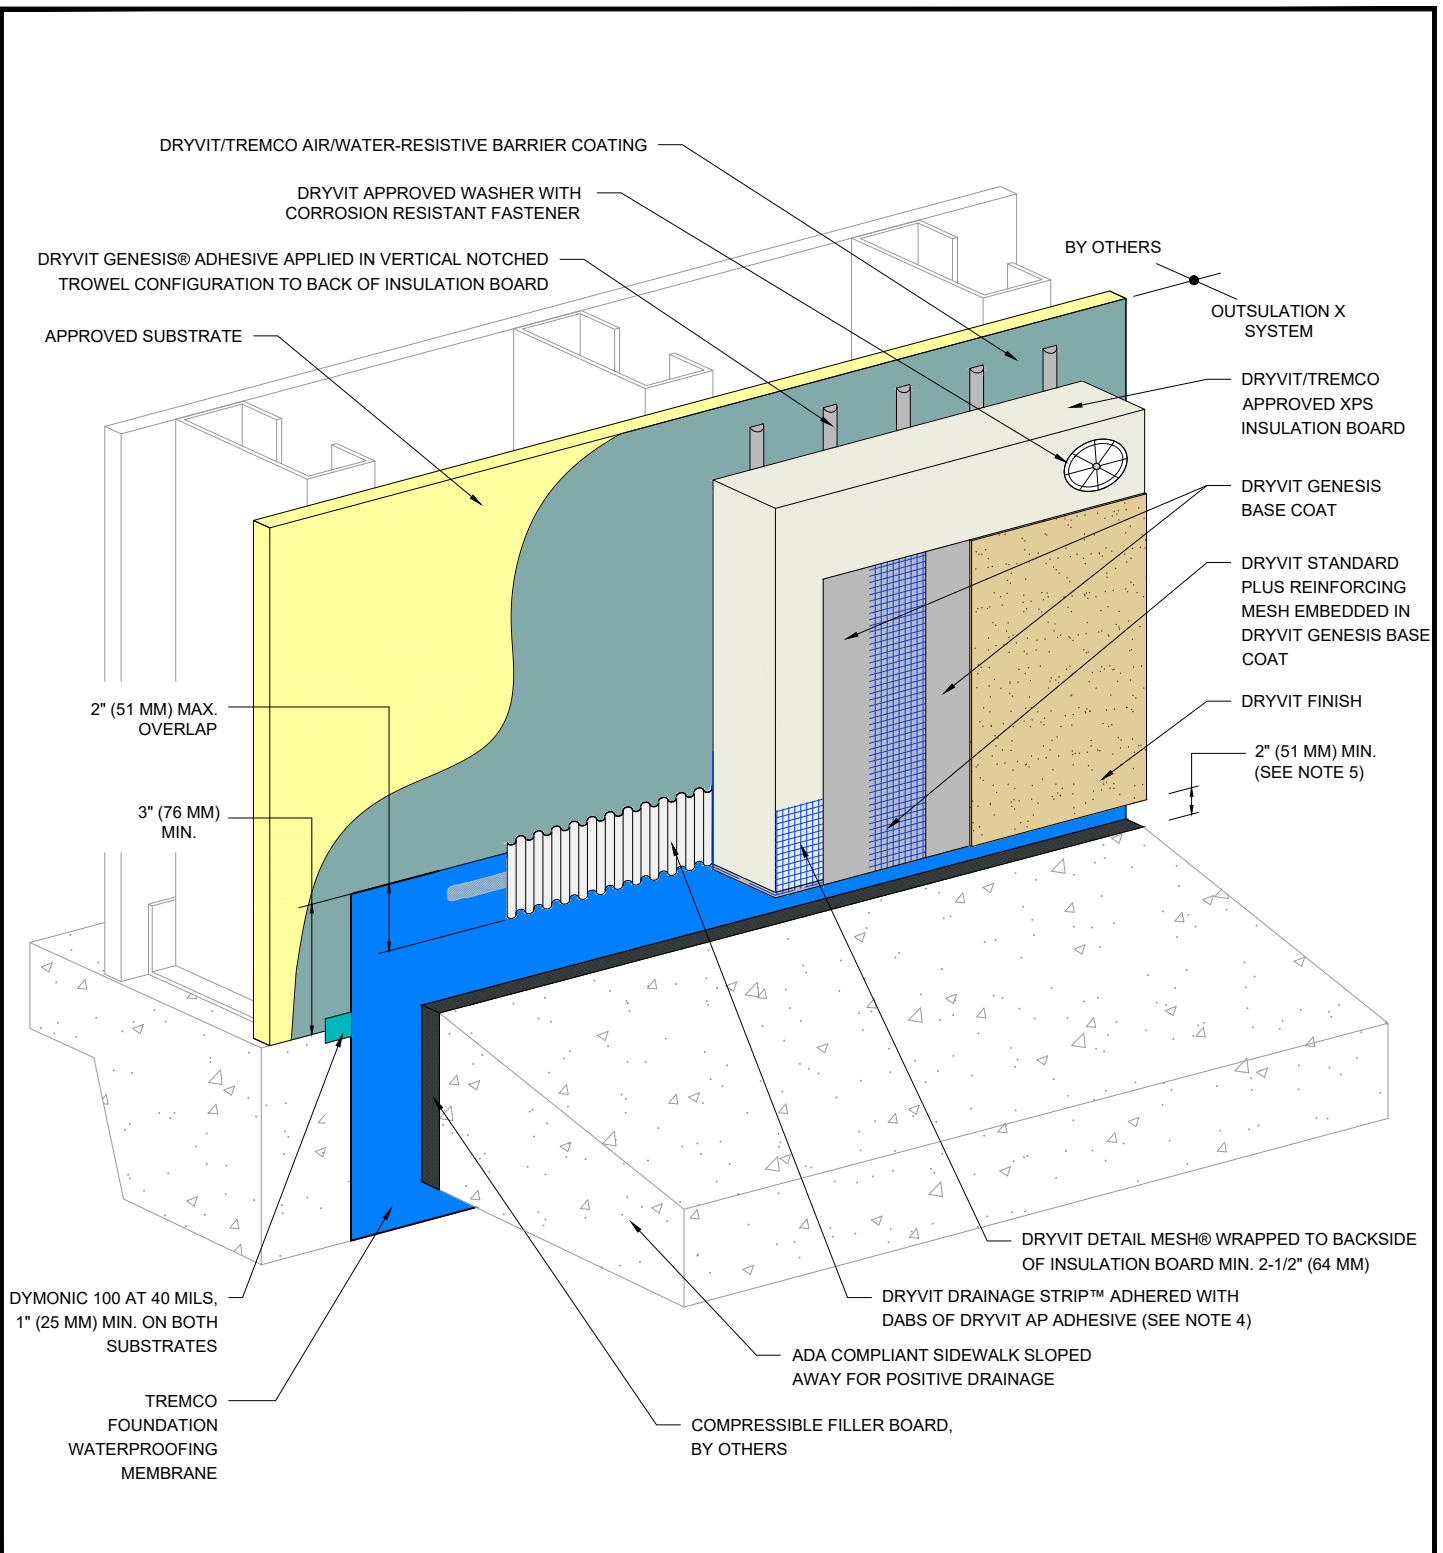 DRYVIT/TREMCO AIR/WATER-RESISTIVE BARRIER COATING
DRYVIT APPROVED WASHER WITH
CORROSION RESISTANT FASTENER
DRYVIT GENESIS® ADHESIVE APPLIED IN VERTICAL NOTCHED
TROWEL CONFIGURATION TO BACK OF INSULATION BOARD
APPROVED SUBSTRATE
BY OTHERS
OUTSULATION X
SYSTEM
DRYVIT/TREMCO
APPROVED XPS
INSULATION BOARD
DRYVIT GENESIS
BASE COAT
DRYVIT STANDARD
PLUS REINFORCING
MESH EMBEDDED IN
DRYVIT GENESIS BASE
COAT
DRYVIT FINISH
2" (51 MM) MIN.
(SEE NOTE 5)
2" (51 MM) MAX.
OVERLAP
3" (76 MM)
MIN.
DRYVIT DETAIL MESH® WRAPPED TO BACKSIDE
OF INSULATION BOARD MIN. 2-1/2" (64 MM)
DRYVIT DRAINAGE STRIP™ ADHERED WITH
DABS OF DRYVIT AP ADHESIVE (SEE NOTE 4)
ADA COMPLIANT SIDEWALK SLOPED
AWAY FOR POSITIVE DRAINAGE
COMPRESSIBLE FILLER BOARD,
BY OTHERS
DYMONIC 100 AT 40 MILS,
1" (25 MM) MIN. ON BOTH
SUBSTRATES
TREMCO
FOUNDATION
WATERPROOFING
MEMBRANE